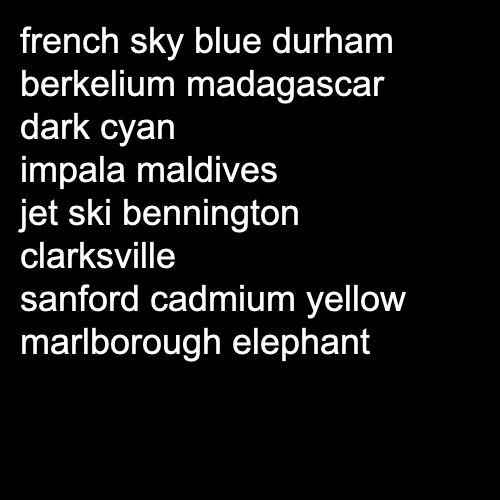 french sky blue durham
berkelium madagascar
dark cyan
impala maldives
jet ski bennington
clarksville
sanford cadmium yellow
marlborough elephant